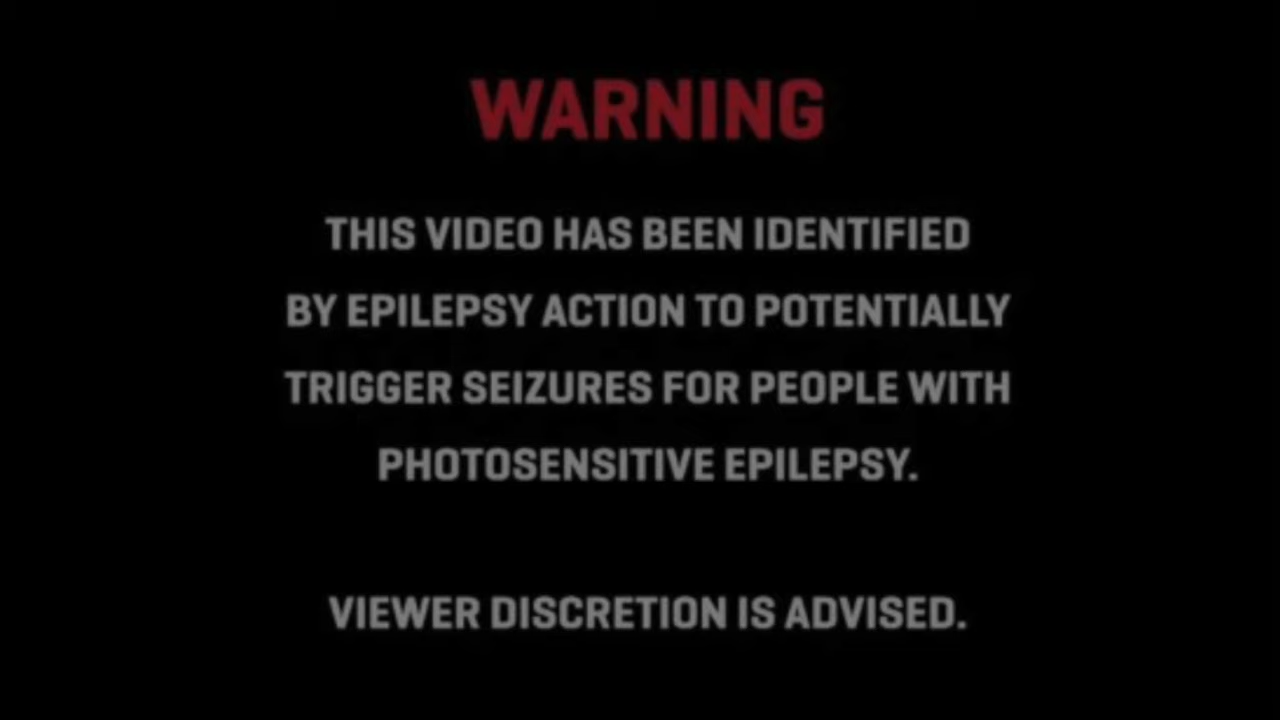 WARNING
THIS VIDEO HAS BEEN IDENTIFIED
BY EPILEPSY ACTION TO POTENTIALLY
TRIGGER SEIZURES FOR PEOPLE WITH
PHOTOSENSITIVE EPILEPSY.
VIEWER DISCRETION IS ADVISED.